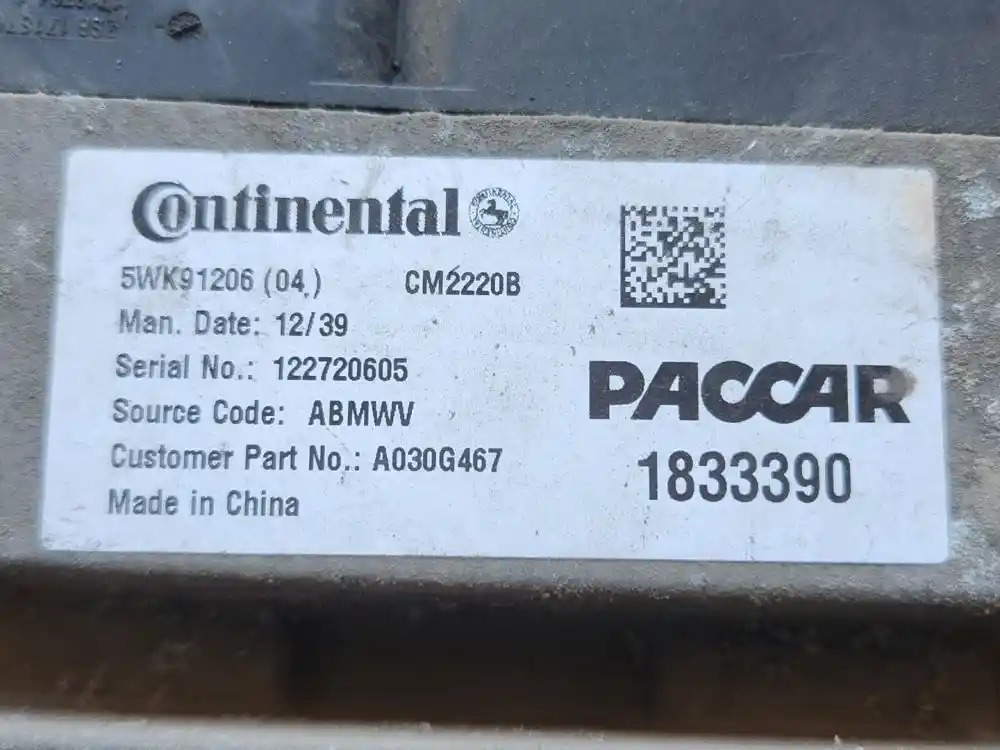 Continental
5WK91206 (04.) CM2220B
Man. Date: 12/39
Serial No.: 122720605
Source Code: ABMWV
Customer Part No.: A030G467
Made in China
PACCAR
1833390